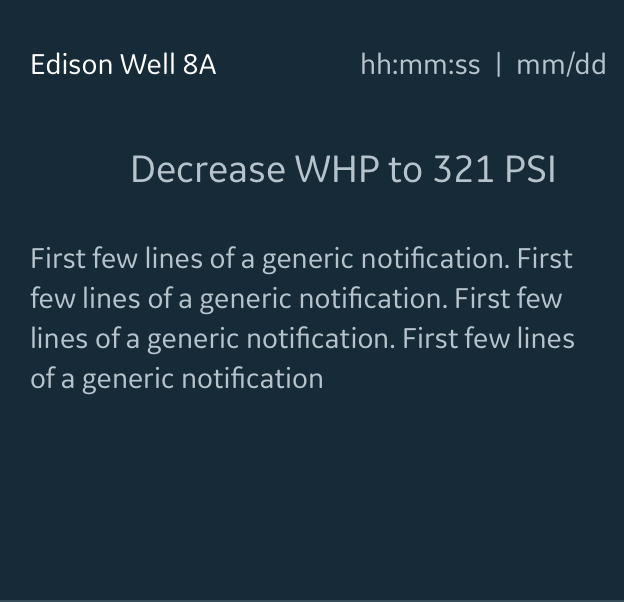 Edison Well 8A
hh:mm:ss | mm/dd
Decrease WHP to 321 PSI
First few lines of a generic notification. First
few lines of a generic notification. First few
lines of a generic notification. First few lines
of a generic notification